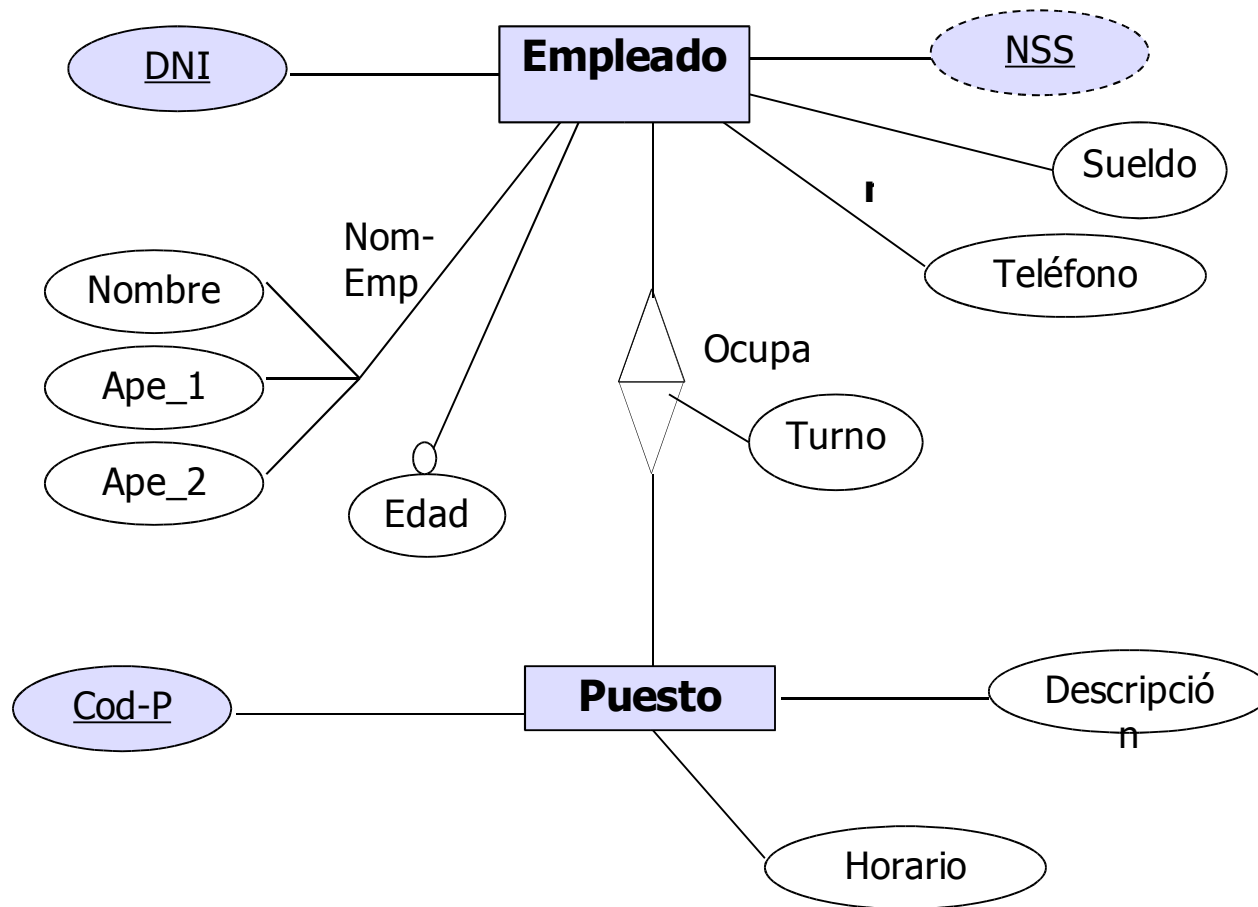 DNI
Empleado
NSS
Sueldo
Nom-
Emp
Teléfono
Nombre
Ape_1
Ape_2
Ocupa
Turno
Edad
Cod-P
Puesto
Descripció
n
Horario